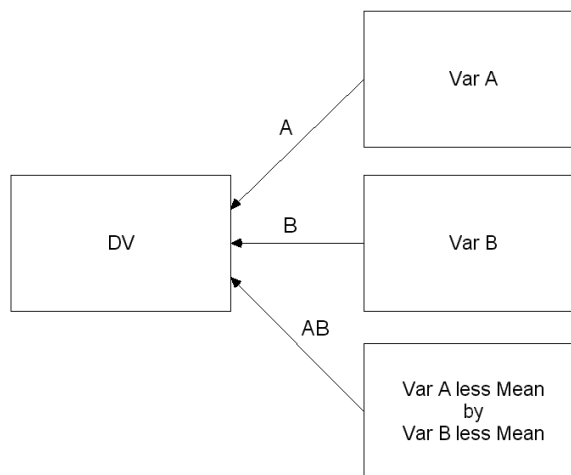 Var A
A
DV
B
Var B
AB
Var A less Mean
by
Var B less Mean